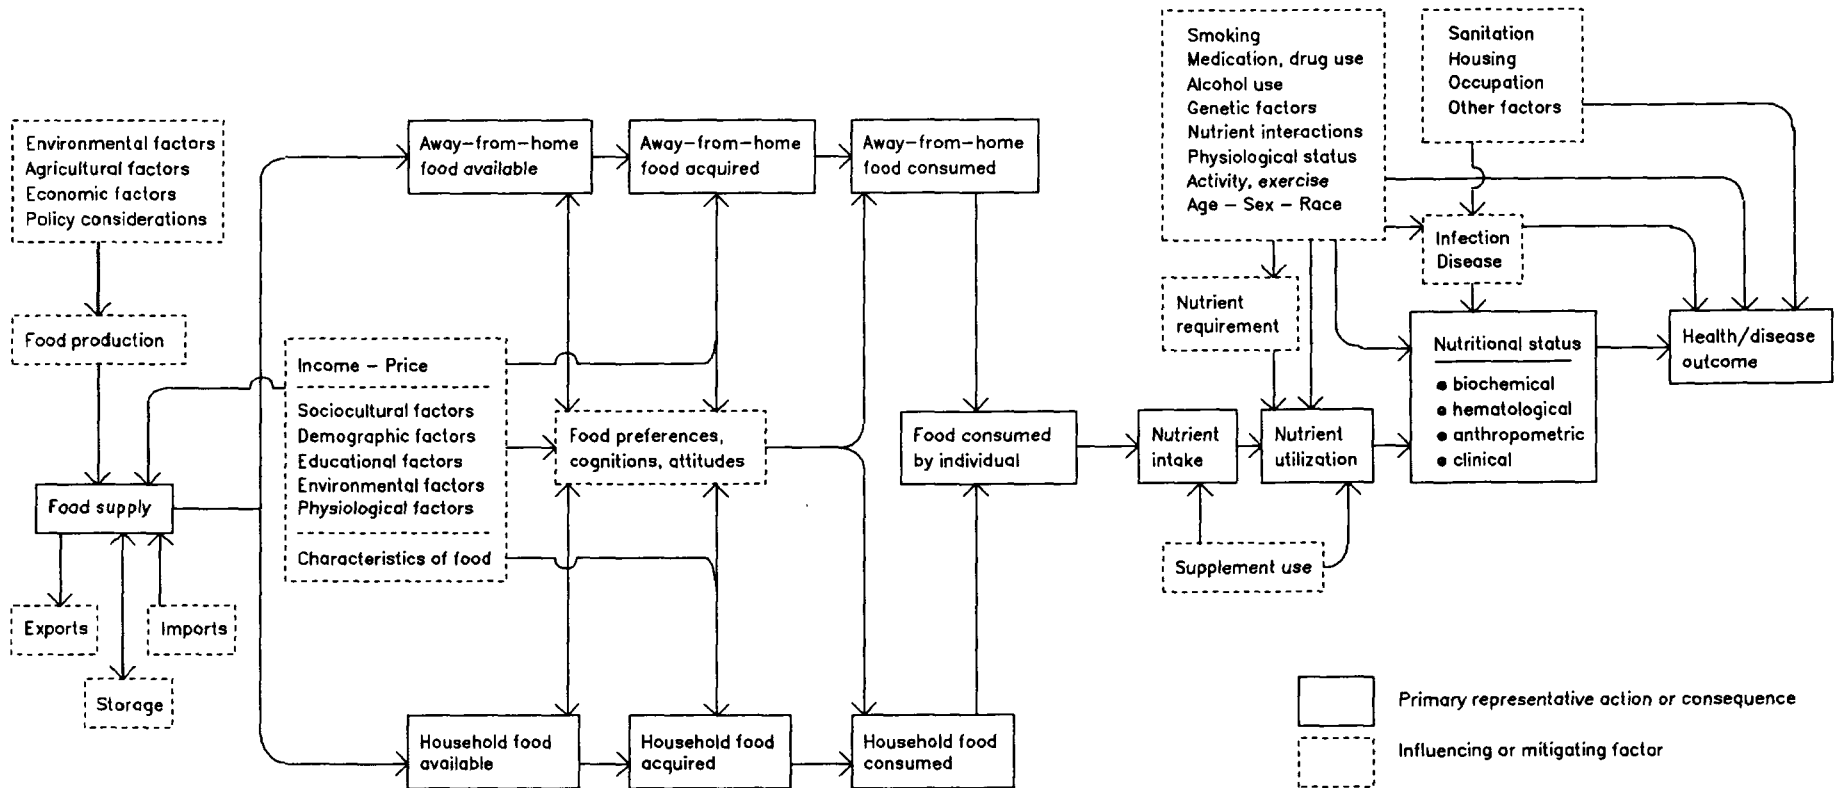 Environmental factors
Agricultural factors
Economic factors
Policy considerations
Food production
Food supply
Exports
Imports
Storage
Income – Price
Sociocultural factors
Demographic factors
Educational factors
Environmental factors
Physiological factors
Characteristics of food
Away–from–home
food available
Away–from–home
food acquired
Away–from–home
food consumed
Food preferences,
cognitions, attitudes
Household food
available
Household food
acquired
Household food
consumed
Food consumed
by individual
Nutrient
intake
Nutrient
utilization
Supplement use
Smoking
Medication, drug use
Alcohol use
Genetic factors
Nutrient interactions
Physiological status
Activity, exercise
Age – Sex – Race
Nutrient
requirement
Sanitation
Housing
Occupation
Other factors
Infection
Disease
Nutritional status
• biochemical
• hematological
• anthropometric
• clinical
Health/disease
outcome
Primary representative action or consequence
Influencing or mitigating factor